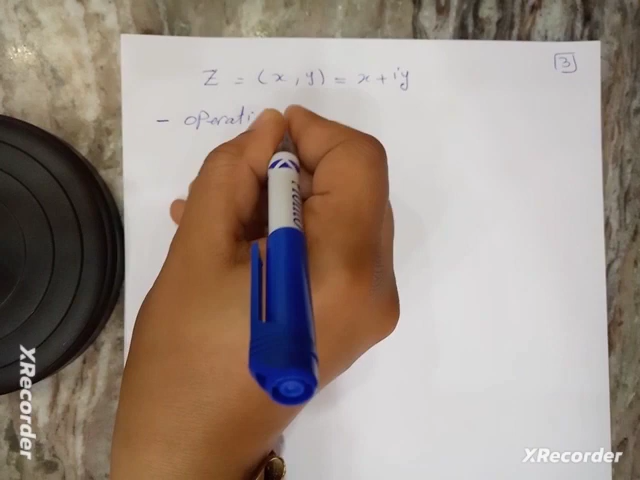 [3]
Z = (x, y) = x + iy
- operati
XRecorder
XRecorder